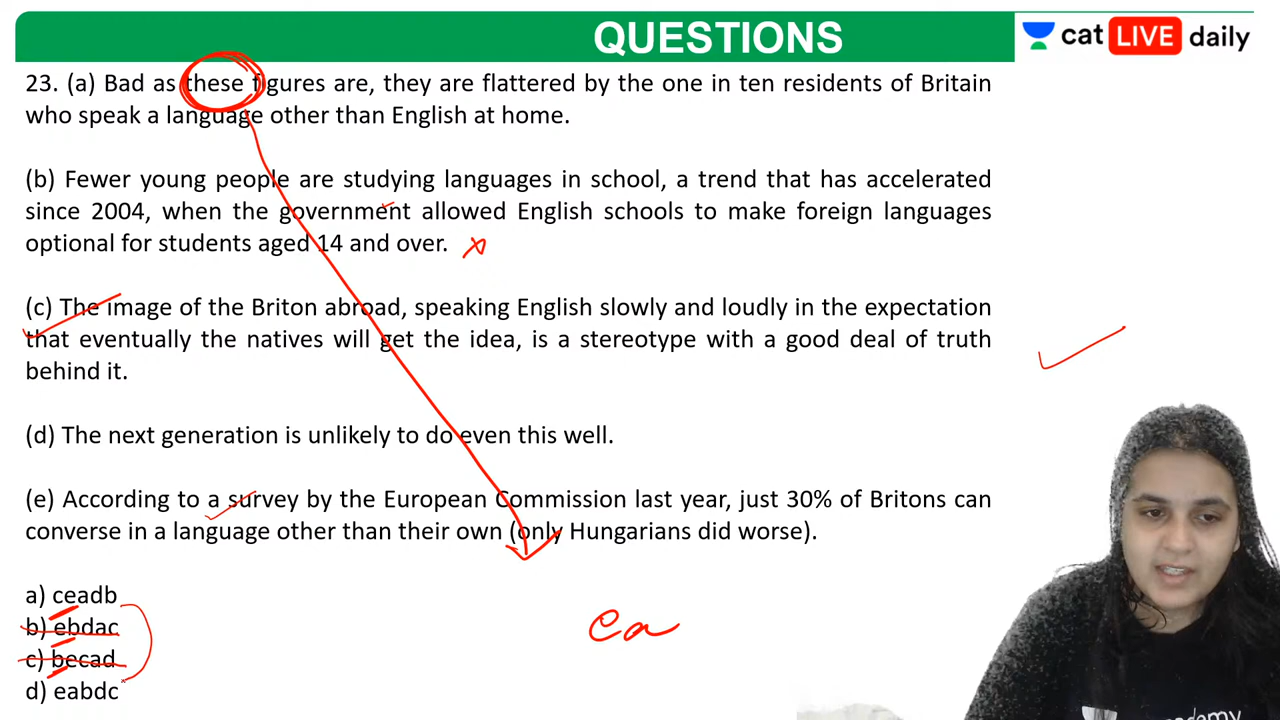 QUESTIONS
cat LIVE daily
23. (a) Bad as these figures are, they are flattered by the one in ten residents of Britain
who speak a language other than English at home.
(b) Fewer young people are studying languages in school, a trend that has accelerated
since 2004, when the government allowed English schools to make foreign languages
optional for students aged 14 and over.
(c) The image of the Briton abroad, speaking English slowly and loudly in the expectation
that eventually the natives will get the idea, is a stereotype with a good deal of truth
behind it.
(d) The next generation is unlikely to do even this well.
(e) According to a survey by the European Commission last year, just 30% of Britons can
converse in a language other than their own (only Hungarians did worse).
a) ceadb
b) ebdac
c) becad
d) eabdc
ea